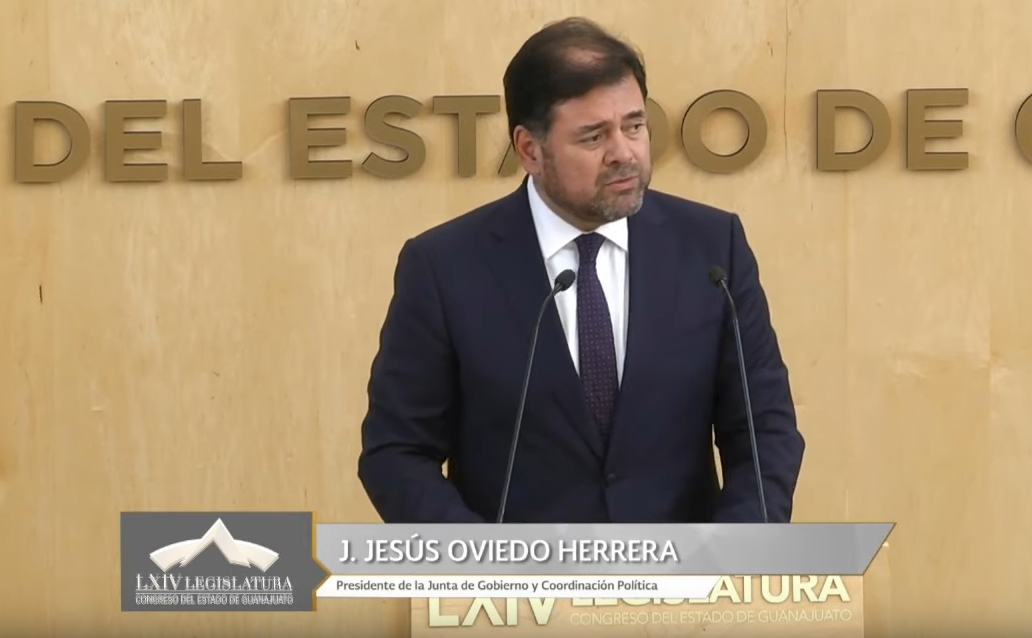 DEL ESTADO DE
J. JESÚS OVIEDO HERRERA
Presidente de la Junta de Gobierno y Coordinación Política
LXIV LEGISLATURA
CONGRESO DEL ESTADO DE GUANAJUATO
LXIV LEGISLATURA
CONGRESO DEL ESTADO DE GUANAJUATO